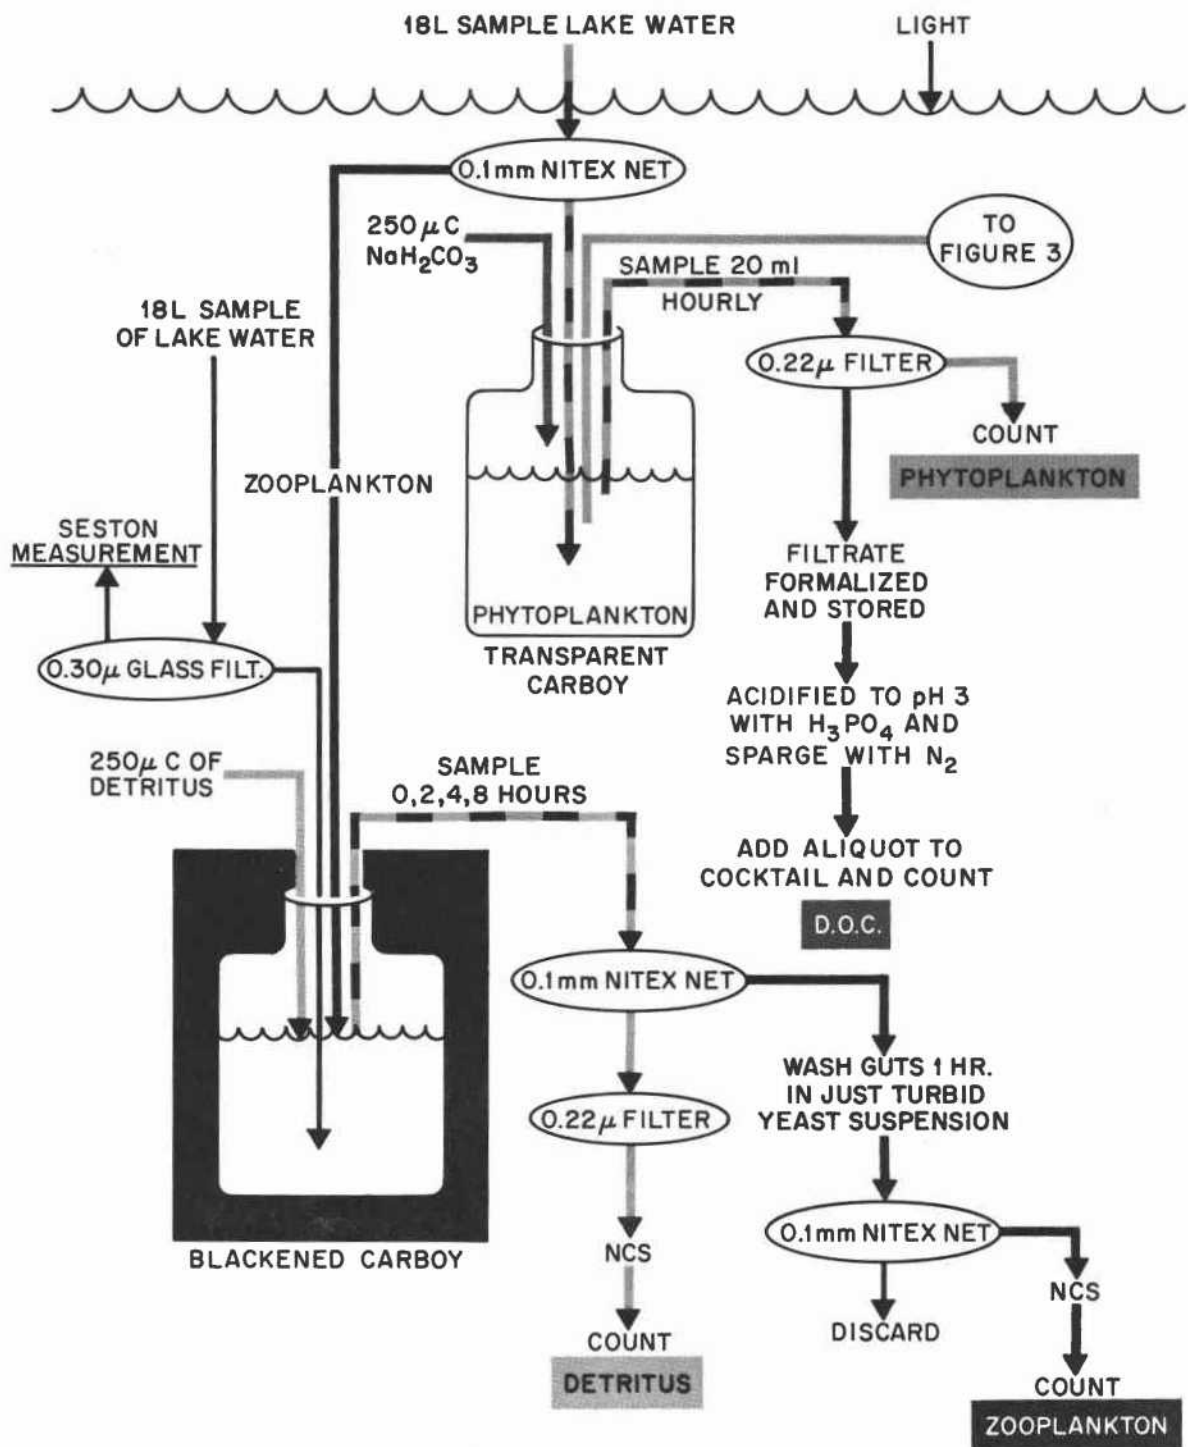 18L SAMPLE LAKE WATER
LIGHT
0.1mm NITEX NET
250μC
NaH₂CO₃
TO
FIGURE 3
SAMPLE 20 ml
HOURLY
18L SAMPLE
OF LAKE WATER
0.22μ FILTER
COUNT
PHYTOPLANKTON
ZOOPLANKTON
SESTON
MEASUREMENT
FILTRATE
FORMALIZED
AND STORED
PHYTOPLANKTON
TRANSPARENT
CARBOY
0.30μ GLASS FILT.
ACIDIFIED TO pH 3
WITH H₃PO₄ AND
SPARGE WITH N₂
250μC OF
DETRITUS
SAMPLE
0,2,4,8 HOURS
ADD ALIQUOT TO
COCKTAIL AND COUNT
D.O.C.
0.1mm NITEX NET
WASH GUTS 1 HR.
IN JUST TURBID
YEAST SUSPENSION
0.22μ FILTER
0.1mm NITEX NET
BLACKENED CARBOY
NCS
NCS
DISCARD
COUNT
DETRITUS
COUNT
ZOOPLANKTON